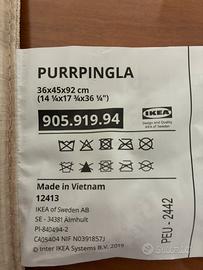 PURRPINGLA
36x45x92 cm
(14 ¼x17 ¾x36 ¼")
IKEA
Design and Quality
IKEA of Sweden
905.919.94
Made in Vietnam
12413
IKEA of Sweden AB
SE - 34381 Älmhult
PI-840494-2
CA05404 NIF N0391857J
© Inter IKEA Systems B.V. 2019
PEU - 2442
subito